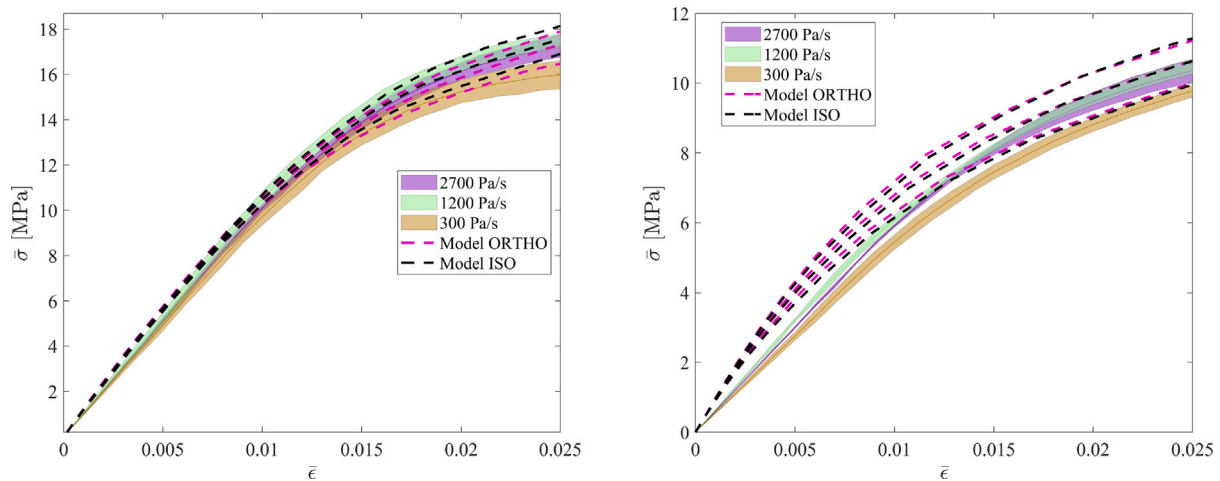 18
16
14
12
10
8
6
4
2
σ̄ [MPa]
2700 Pa/s
1200 Pa/s
300 Pa/s
Model ORTHO
Model ISO
0 0.005 0.01 0.015 0.02 0.025
ϵ̄
12
10
8
6
4
2
0
σ̄ [MPa]
2700 Pa/s
1200 Pa/s
300 Pa/s
Model ORTHO
Model ISO
0 0.005 0.01 0.015 0.02 0.025
ϵ̄